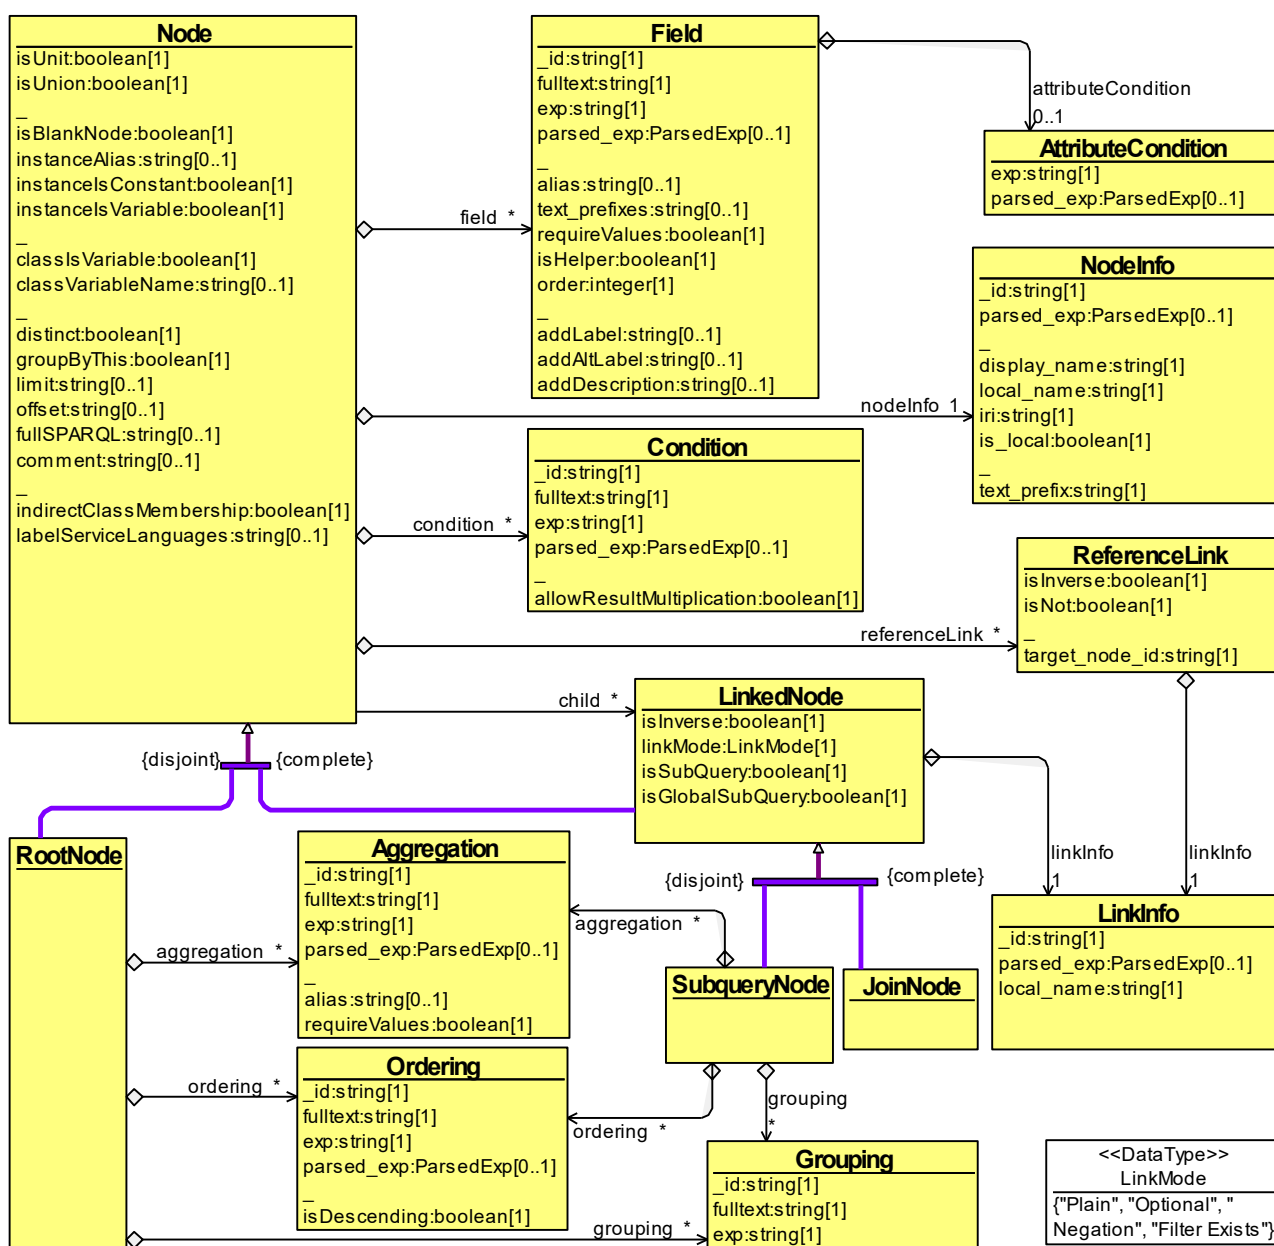 Node
isUnit:boolean[1]
isUnion:boolean[1]
_
isBlankNode:boolean[1]
instanceAlias:string[0..1]
instanceIsConstant:boolean[1]
instanceIsVariable:boolean[1]
_
classIsVariable:boolean[1]
classVariableName:string[0..1]
_
distinct:boolean[1]
groupByThis:boolean[1]
limit:string[0..1]
offset:string[0..1]
fullSPARQL:string[0..1]
comment:string[0..1]
_
indirectClassMembership:boolean[1]
labelServiceLanguages:string[0..1]
field *
Field
_id:string[1]
fulltext:string[1]
exp:string[1]
parsed_exp:ParsedExp[0..1]
_
alias:string[0..1]
text_prefixes:string[0..1]
requireValues:boolean[1]
isHelper:boolean[1]
order:integer[1]
_
addLabel:string[0..1]
addAltLabel:string[0..1]
addDescription:string[0..1]
attributeCondition
0..1
AttributeCondition
exp:string[1]
parsed_exp:ParsedExp[0..1]
nodeInfo 1
NodeInfo
_id:string[1]
parsed_exp:ParsedExp[0..1]
_
display_name:string[1]
local_name:string[1]
iri:string[1]
is_local:boolean[1]
_
text_prefix:string[1]
condition *
Condition
_id:string[1]
fulltext:string[1]
exp:string[1]
parsed_exp:ParsedExp[0..1]
_
allowResultMultiplication:boolean[1]
referenceLink *
ReferenceLink
isInverse:boolean[1]
isNot:boolean[1]
_
target_node_id:string[1]
child *
LinkedNode
isInverse:boolean[1]
linkMode:LinkMode[1]
isSubQuery:boolean[1]
isGlobalSubQuery:boolean[1]
{disjoint}
{complete}
linkInfo
1
linkInfo
1
LinkInfo
_id:string[1]
parsed_exp:ParsedExp[0..1]
local_name:string[1]
RootNode
aggregation *
Aggregation
_id:string[1]
fulltext:string[1]
exp:string[1]
parsed_exp:ParsedExp[0..1]
_
alias:string[0..1]
requireValues:boolean[1]
{disjoint}
{complete}
aggregation *
SubqueryNode
JoinNode
ordering *
Ordering
_id:string[1]
fulltext:string[1]
exp:string[1]
parsed_exp:ParsedExp[0..1]
_
isDescending:boolean[1]
ordering *
grouping
*
grouping *
Grouping
_id:string[1]
fulltext:string[1]
exp:string[1]
<<DataType>>
LinkMode
{"Plain", "Optional", "
Negation", "Filter Exists"}